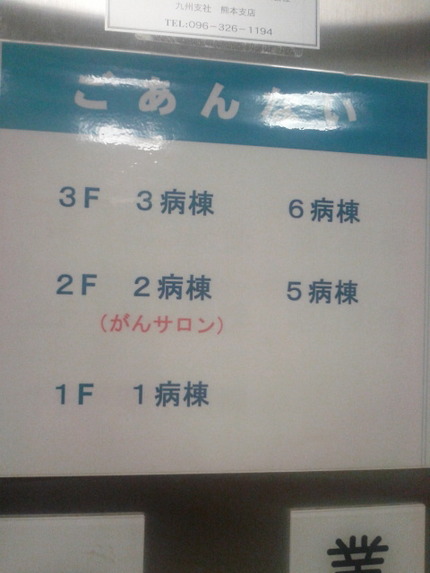 九州支社 熊本支店
TEL:096-326-1194
ごあんない
3F 3病棟 6病棟
2F 2病棟 5病棟
(がんサロン)
1F 1病棟
業